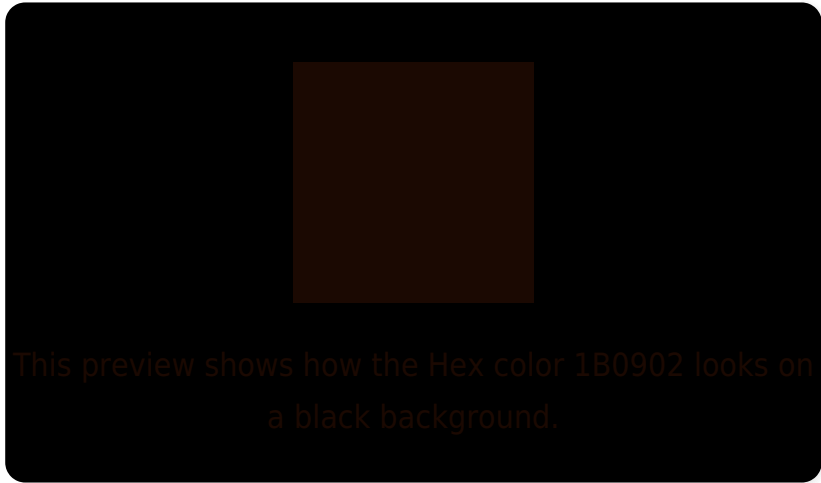 This preview shows how the Hex color 1B0902 looks on
a black background.